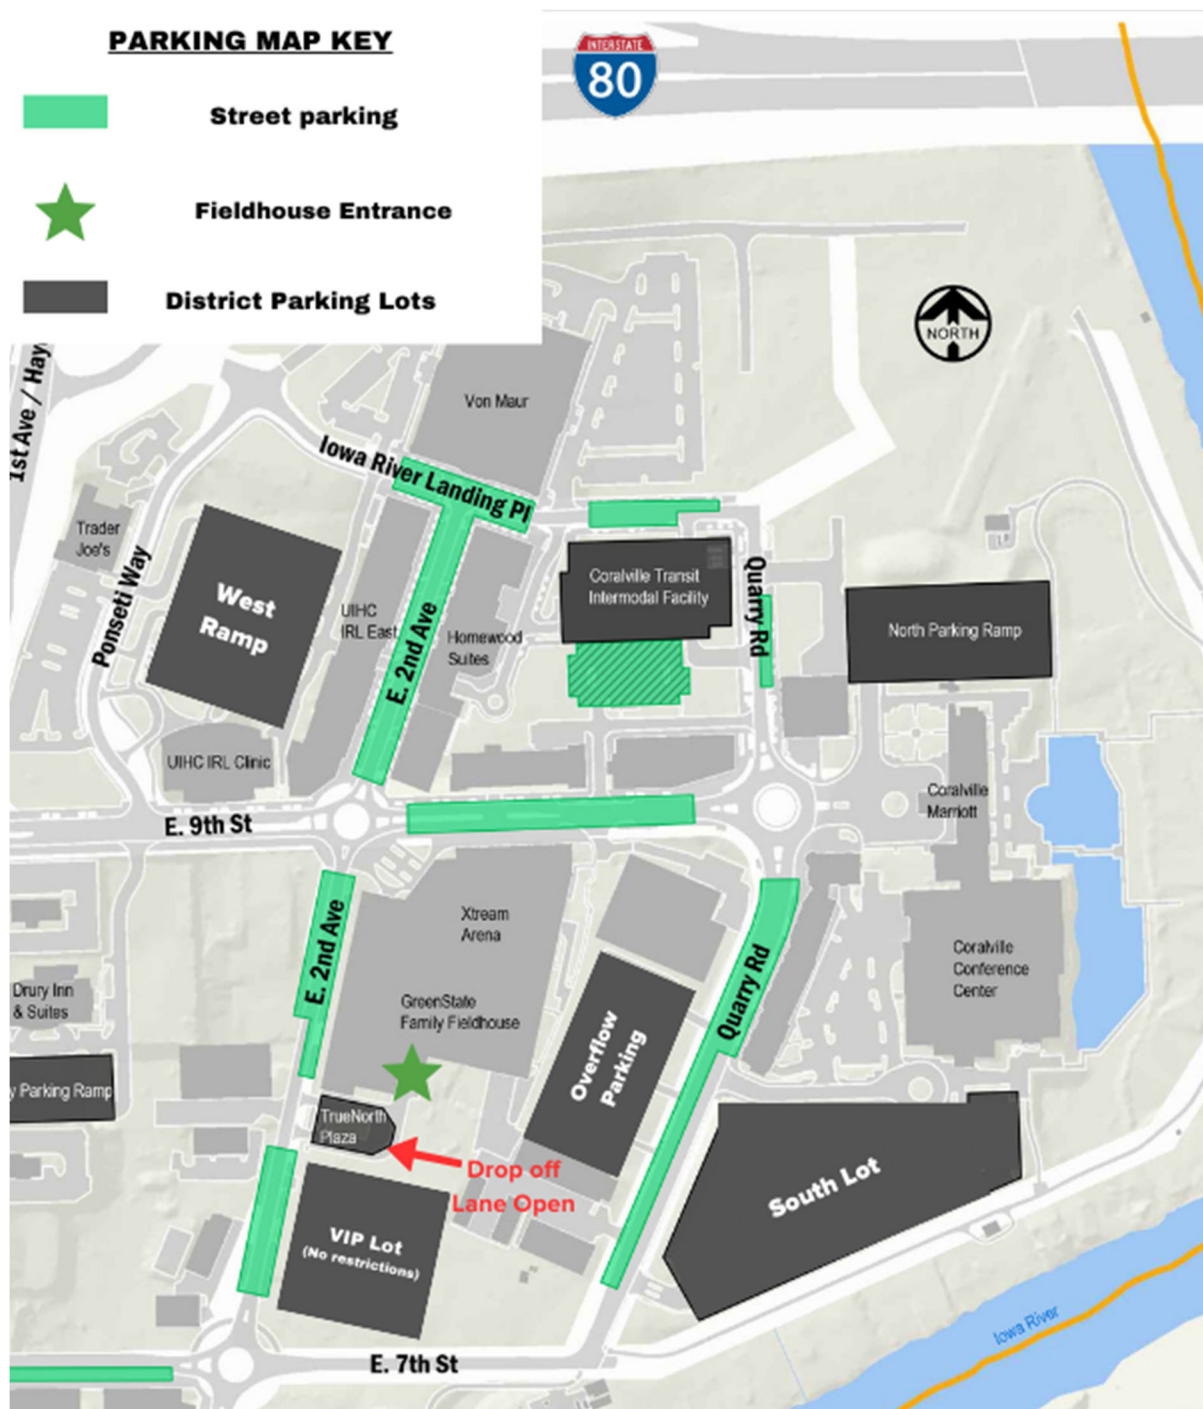 PARKING MAP KEY
Street parking
Fieldhouse Entrance
District Parking Lots
INTERSTATE
80
NORTH
1st Ave / Hay
Von Maur
Iowa River Landing Pl
Trader
Joe's
Ponseti Way
West
Ramp
UIHC
IRL East
E. 2nd Ave
Homewood
Suites
Coralville Transit
Intermodal Facility
Quarry Rd
North Parking Ramp
UIHC IRL Clinic
Coralville
Marriott
E. 9th St
Xtream
Arena
E. 2nd Ave
Drury Inn
& Suites
GreenState
Family Fieldhouse
Quarry Rd
Coralville
Conference
Center
Overflow
Parking
y Parking Ramp
TrueNorth
Plaza
Drop off
Lane Open
South Lot
VIP Lot
(No restrictions)
Iowa River
E. 7th St